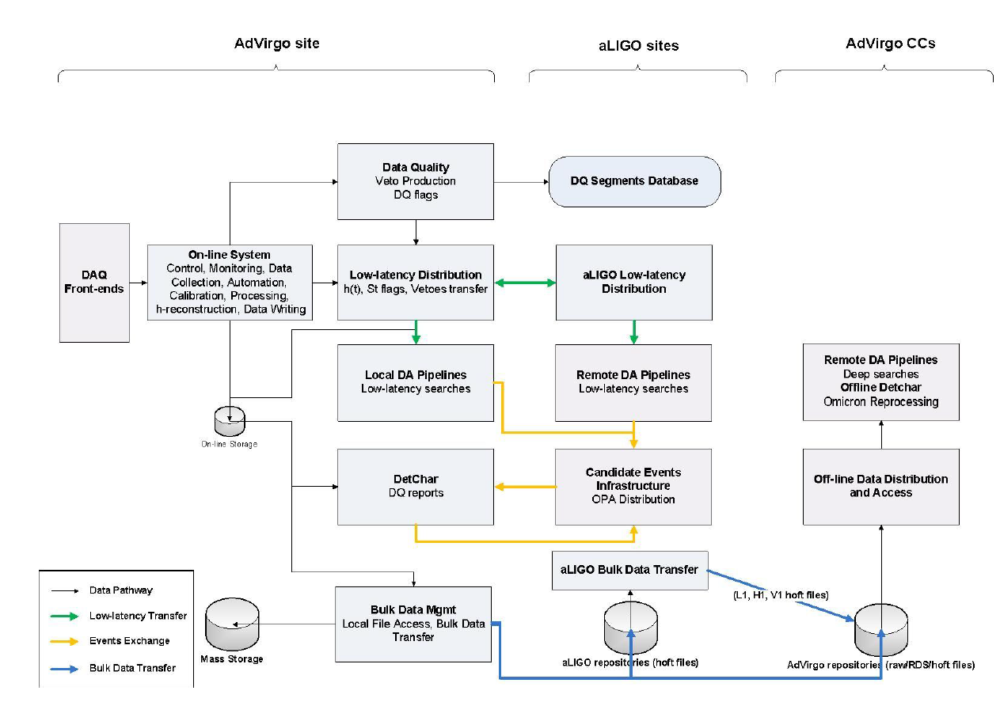 AdVirgo site
aLIGO sites
AdVirgo CCs
Data Quality
Veto Production
DQ flags
DQ Segments Database
DAQ
Front-ends
On-line System
Control, Monitoring, Data
Collection, Automation,
Calibration, Processing,
h-reconstruction, Data Writing
Low-latency Distribution
h(t), St flags, Vetoes transfer
aLIGO Low-latency
Distribution
Local DA Pipelines
Low-latency searches
Remote DA Pipelines
Low-latency searches
Remote DA Pipelines
Deep searches
Offline Detchar
Omicron Reprocessing
On-line Storage
DetChar
DQ reports
Candidate Events
Infrastructure
OPA Distribution
Off-line Data Distribution
and Access
aLIGO Bulk Data Transfer
(L1, H1, V1 hoft files)
Bulk Data Mgmt
Local File Access, Bulk Data
Transfer
Mass Storage
aLIGO repositories (hoft files)
AdVirgo repositories (raw/RDS/hoft files)
Data Pathway
Low-latency Transfer
Events Exchange
Bulk Data Transfer